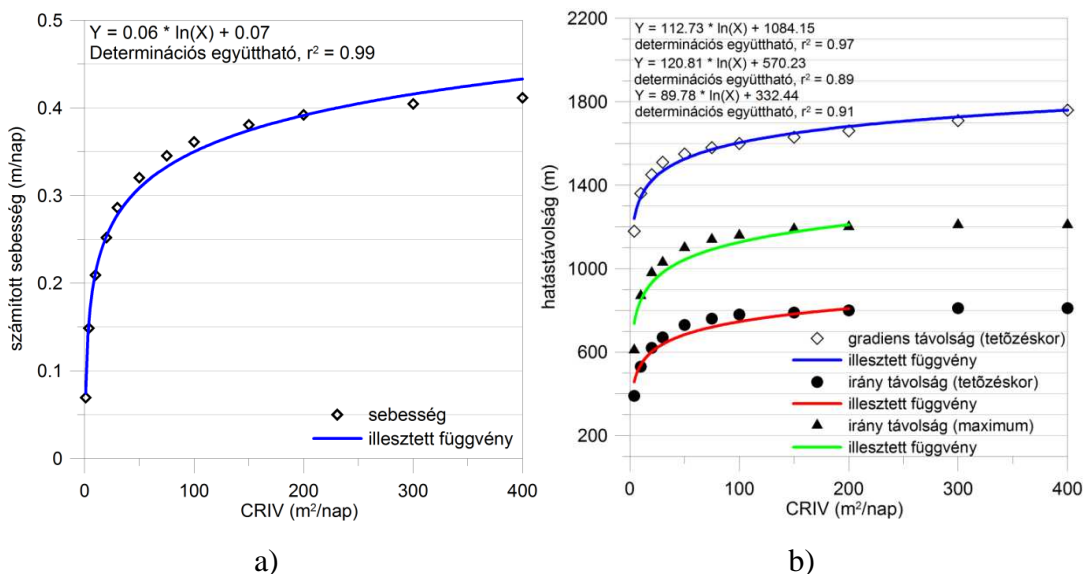 Y = 0.06 * ln(X) + 0.07
Determinációs együttható, r² = 0.99
számított sebesség (m/nap)
0.5
0.4
0.3
0.2
0.1
0
sebesség
illesztett függvény
0 100 200 300 400
CRIV (m²/nap)
a)
Y = 112.73 * ln(X) + 1084.15
determinációs együttható, r² = 0.97
Y = 120.81 * ln(X) + 570.23
determinációs együttható, r² = 0.89
Y = 89.78 * ln(X) + 332.44
determinációs együttható, r² = 0.91
hatástávolság (m)
2200
1800
1400
1000
600
200
gradiens távolság (tetõzéskor)
illesztett függvény
irány távolság (tetõzéskor)
illesztett függvény
irány távolság (maximum)
illesztett függvény
0 100 200 300 400
CRIV (m²/nap)
b)